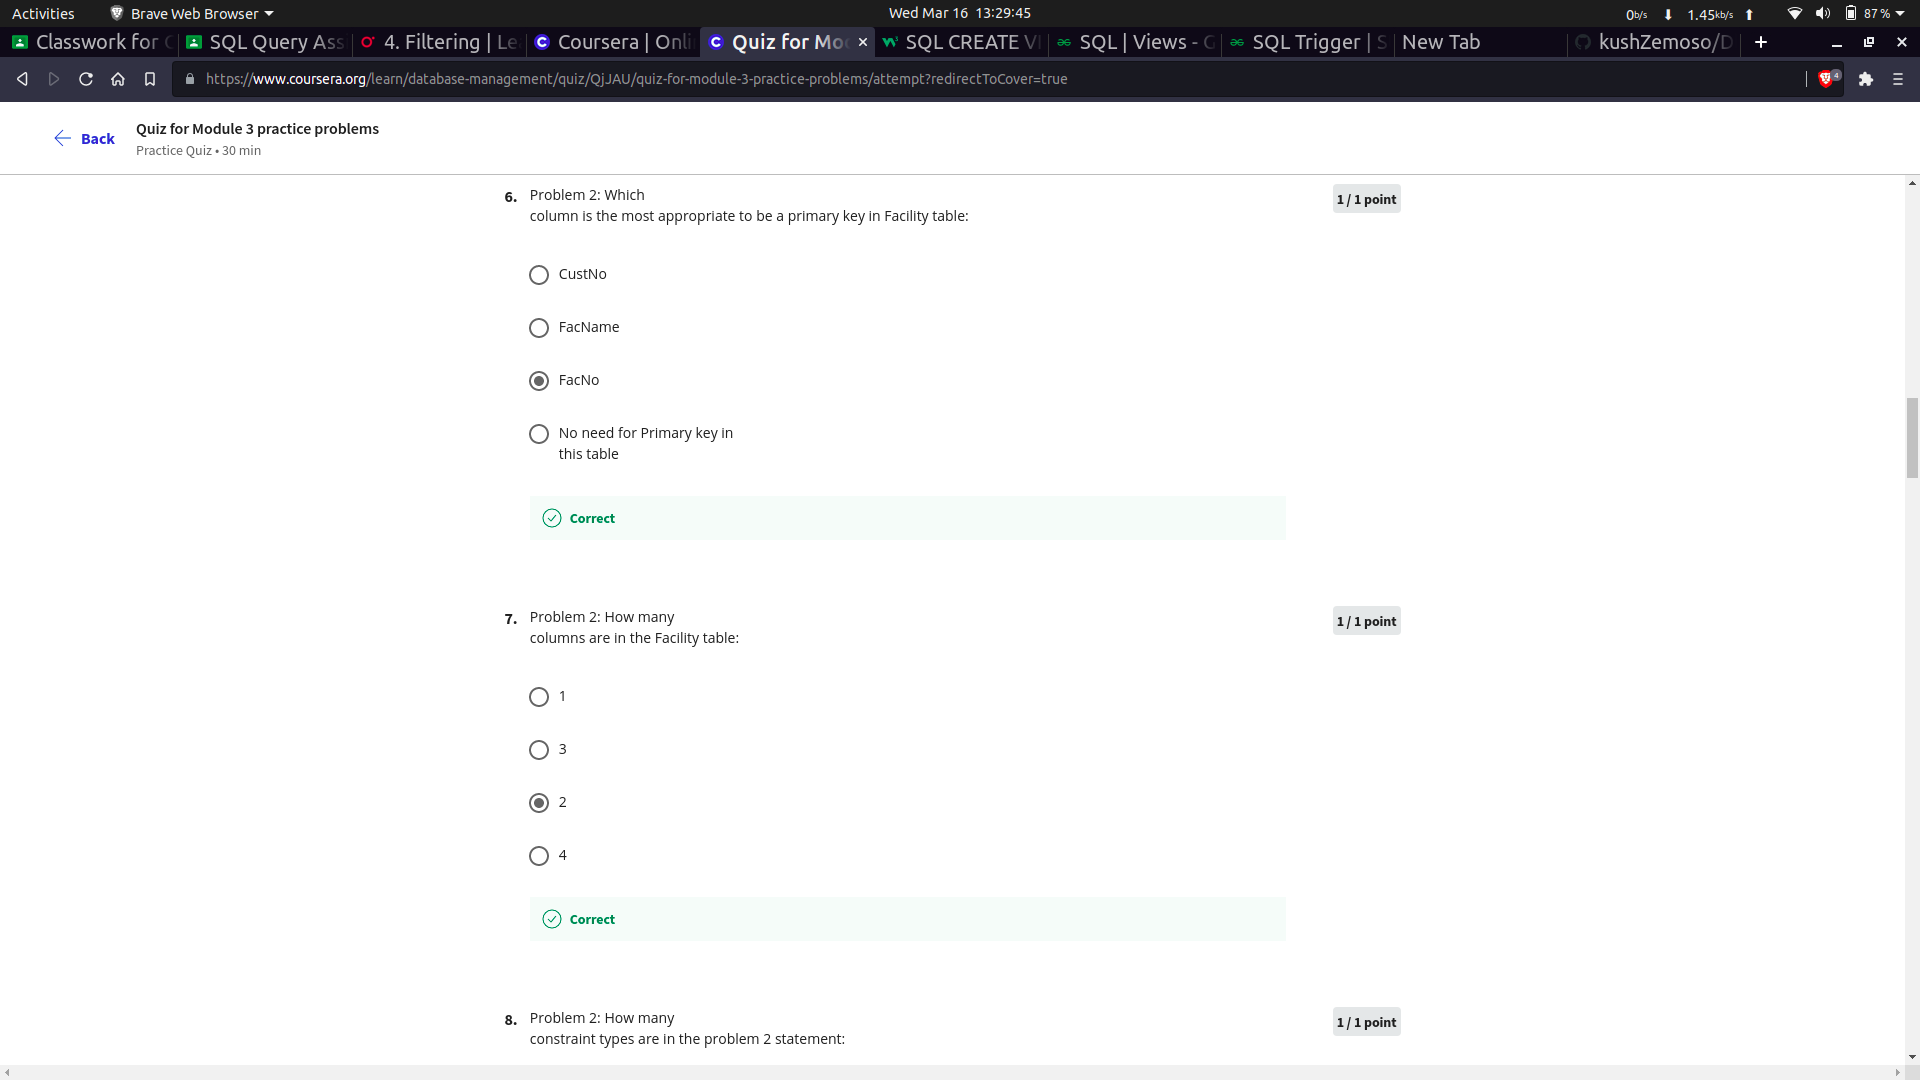 Activities
Brave Web Browser
Wed Mar 16 13:29:45
0b/s
1.45kb/s
87 %
Classwork for
SQL Query Ass
4. Filtering | Le
Coursera | Onli
Quiz for Mo
SQL CREATE V
SQL | Views - G
SQL Trigger | S
New Tab
kushZemoso/D
https://www.coursera.org/learn/database-management/quiz/QjJAU/quiz-for-module-3-practice-problems/attempt?redirectToCover=true
4
Back
Quiz for Module 3 practice problems
Practice Quiz • 30 min
6. Problem 2: Which
column is the most appropriate to be a primary key in Facility table:
1 / 1 point
CustNo
FacName
FacNo
No need for Primary key in
this table
Correct
7. Problem 2: How many
columns are in the Facility table:
1 / 1 point
1
3
2
4
Correct
8. Problem 2: How many
constraint types are in the problem 2 statement:
1 / 1 point